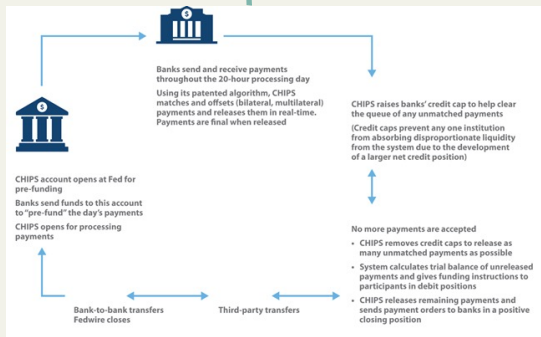 Banks send and receive payments
throughout the 20-hour processing day
Using its patented algorithm, CHIPS
matches and offsets (bilateral, multilateral)
payments and releases them in real-time.
Payments are final when released
CHIPS raises banks' credit cap to help clear
the queue of any unmatched payments
(Credit caps prevent any one institution
from absorbing disproportionate liquidity
from the system due to the development
of a larger net credit position)
CHIPS account opens at Fed for
pre-funding
Banks send funds to this account
to "pre-fund" the day's payments
CHIPS opens for processing
payments
No more payments are accepted
• CHIPS removes credit caps to release as
many unmatched payments as possible
• System calculates trial balance of unreleased
payments and gives funding instructions to
participants in debit positions
• CHIPS releases remaining payments and
sends payment orders to banks in a positive
closing position
Bank-to-bank transfers
Fedwire closes
Third-party transfers